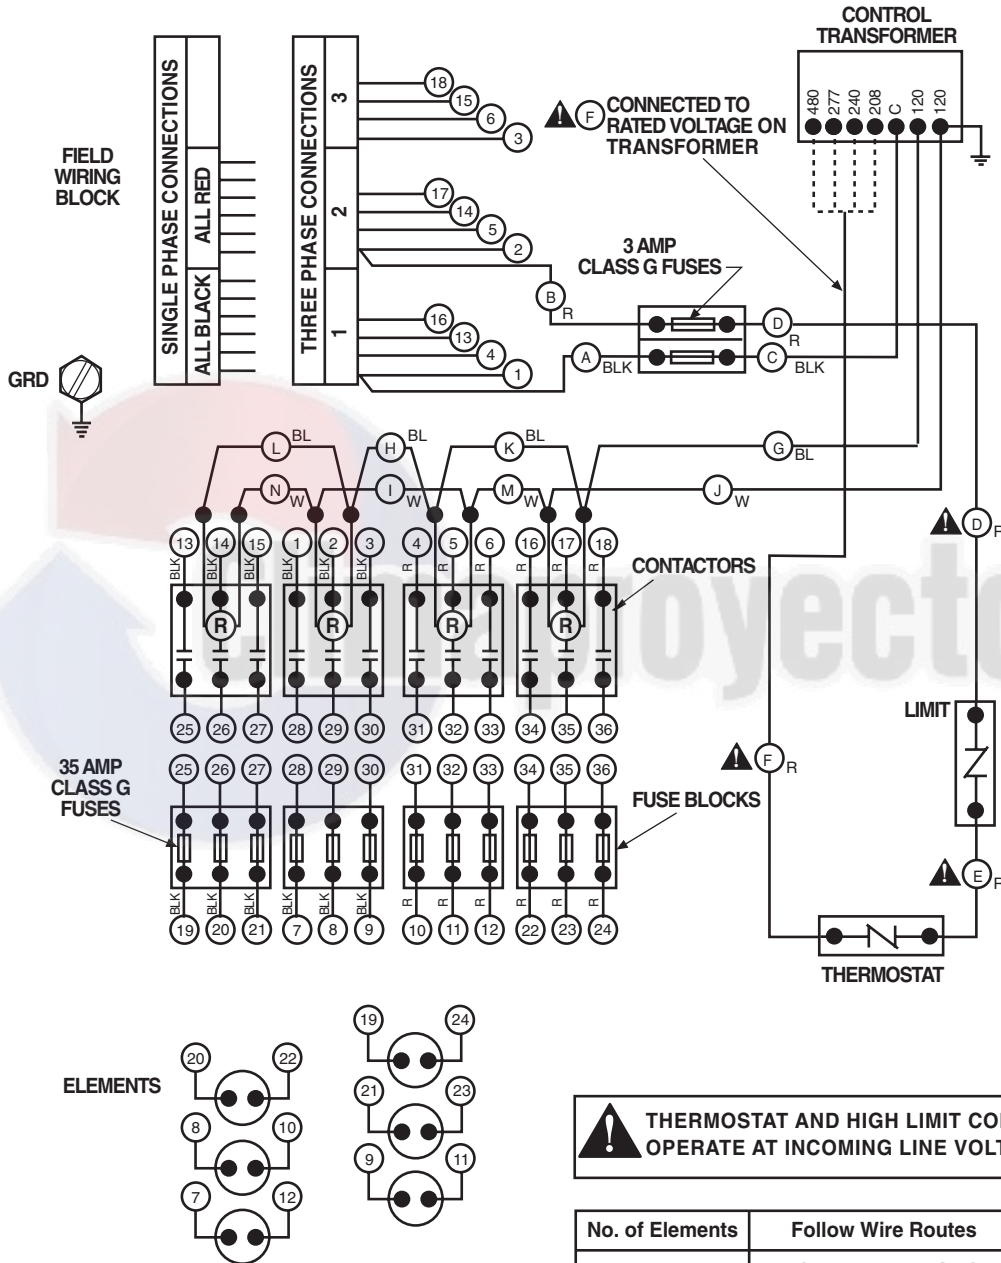 CONTROL
TRANSFORMER
480
277
240
208
C
120
120
F
CONNECTED TO
RATED VOLTAGE ON
TRANSFORMER
FIELD
WIRING
BLOCK
SINGLE PHASE CONNECTIONS
ALL RED
ALL BLACK
THREE PHASE CONNECTIONS
3
2
1
18
15
6
3
17
14
5
2
16
13
4
1
3 AMP
CLASS G FUSES
B
R
D
R
A
BLK
C
BLK
GRD
L
BL
H
BL
K
BL
G
BL
N
W
I
W
M
W
J
W
D
R
13
14
15
1
2
3
4
5
6
16
17
18
BLK
BLK
BLK
BLK
BLK
BLK
R
R
R
R
R
R
CONTACTORS
R
R
R
R
Climaproyecto
25
26
27
28
29
30
31
32
33
34
35
36
LIMIT
F
R
35 AMP
CLASS G
FUSES
25
26
27
28
29
30
31
32
33
34
35
36
FUSE BLOCKS
BLK
BLK
BLK
BLK
BLK
BLK
R
R
R
R
R
R
E
R
19
20
21
7
8
9
10
11
12
22
23
24
THERMOSTAT
ELEMENTS
19
24
20
22
21
23
8
10
9
11
7
12
THERMOSTAT AND HIGH LIMIT CO
OPERATE AT INCOMING LINE VOLT
No. of Elements
Follow Wire Routes